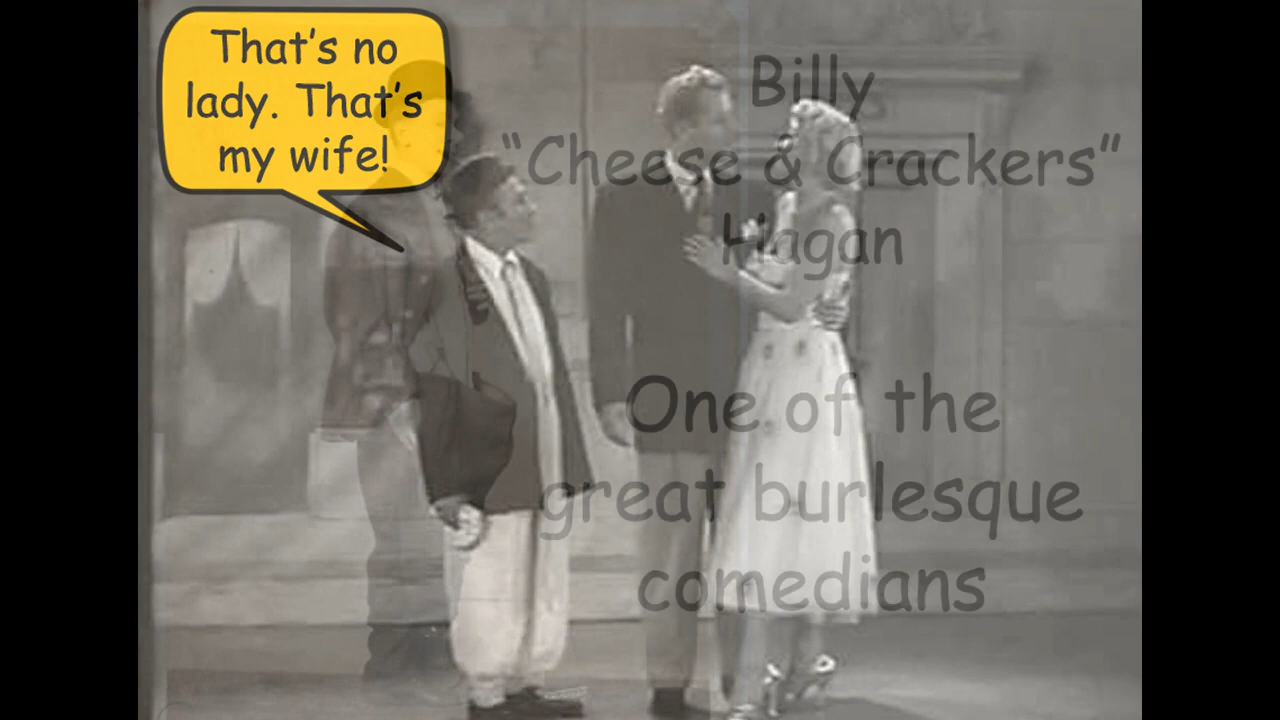 That's no
lady. That's
my wife!
Billy
"Cheese & Crackers"
Hagan
One of the
great burlesque
comedians